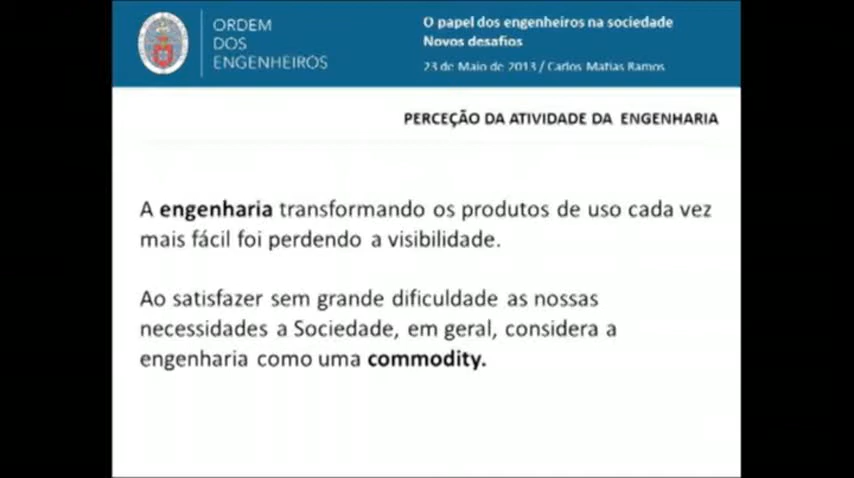 ORDEM
DOS
ENGENHEIROS
O papel dos engenheiros na sociedade
Novos desafios
23 de Maio de 2013 / Carlos Matias Ramos
PERCEÇÃO DA ATIVIDADE DA ENGENHARIA
A engenharia transformando os produtos de uso cada vez
mais fácil foi perdendo a visibilidade.
Ao satisfazer sem grande dificuldade as nossas
necessidades a Sociedade, em geral, considera a
engenharia como uma commodity.